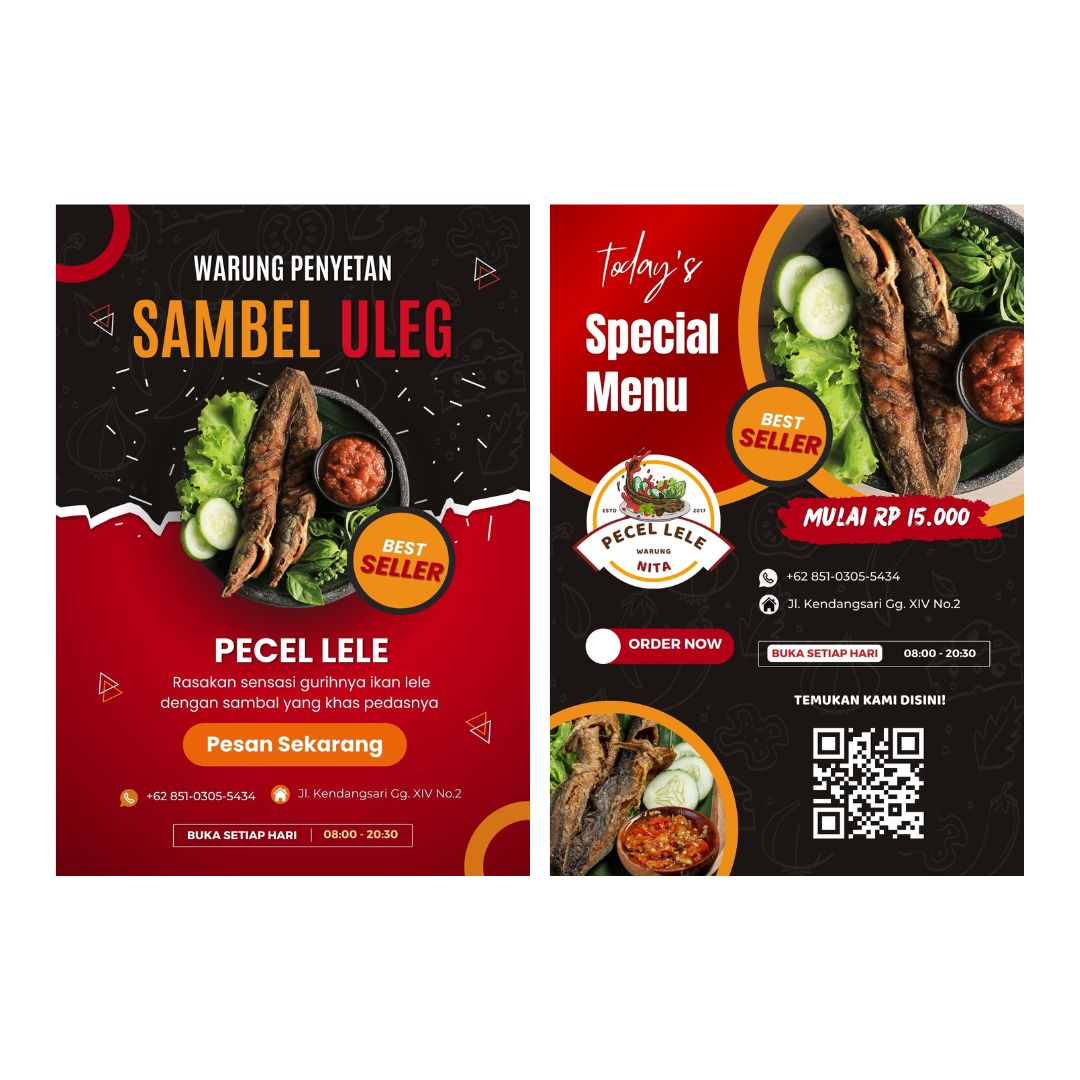 WARUNG PENYETAN
SAMBEL ULEG
BEST
SELLER
PECEL LELE
Rasakan sensasi gurihnya ikan lele
dengan sambal yang khas pedasnya
Pesan Sekarang
+62 851-0305-5434
Jl. Kendangsari Gg. XIV No.2
BUKA SETIAP HARI | 08:00 - 20:30
today's
Special
Menu
BEST
SELLER
ESTD 2017
PECEL LELE
WARUNG
NITA
MULAI RP 15.000
+62 851-0305-5434
Jl. Kendangsari Gg. XIV No.2
ORDER NOW
BUKA SETIAP HARI 08:00 - 20:30
TEMUKAN KAMI DISINI!